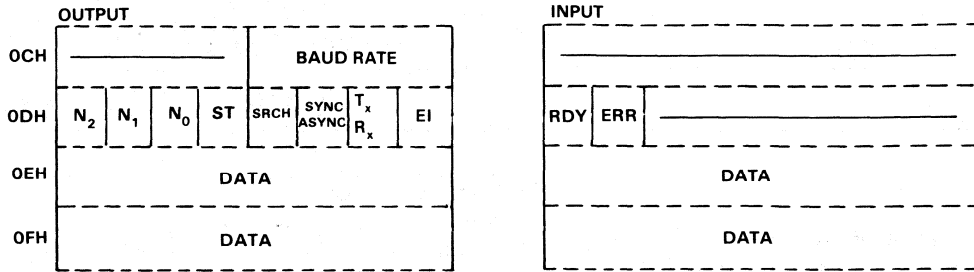 OUTPUT INPUT
0CH BAUD RATE
0DH N2 N1 N0 ST SRCH SYNC ASYNC Tx Rx EI RDY ERR
0EH DATA DATA
0FH DATA DATA